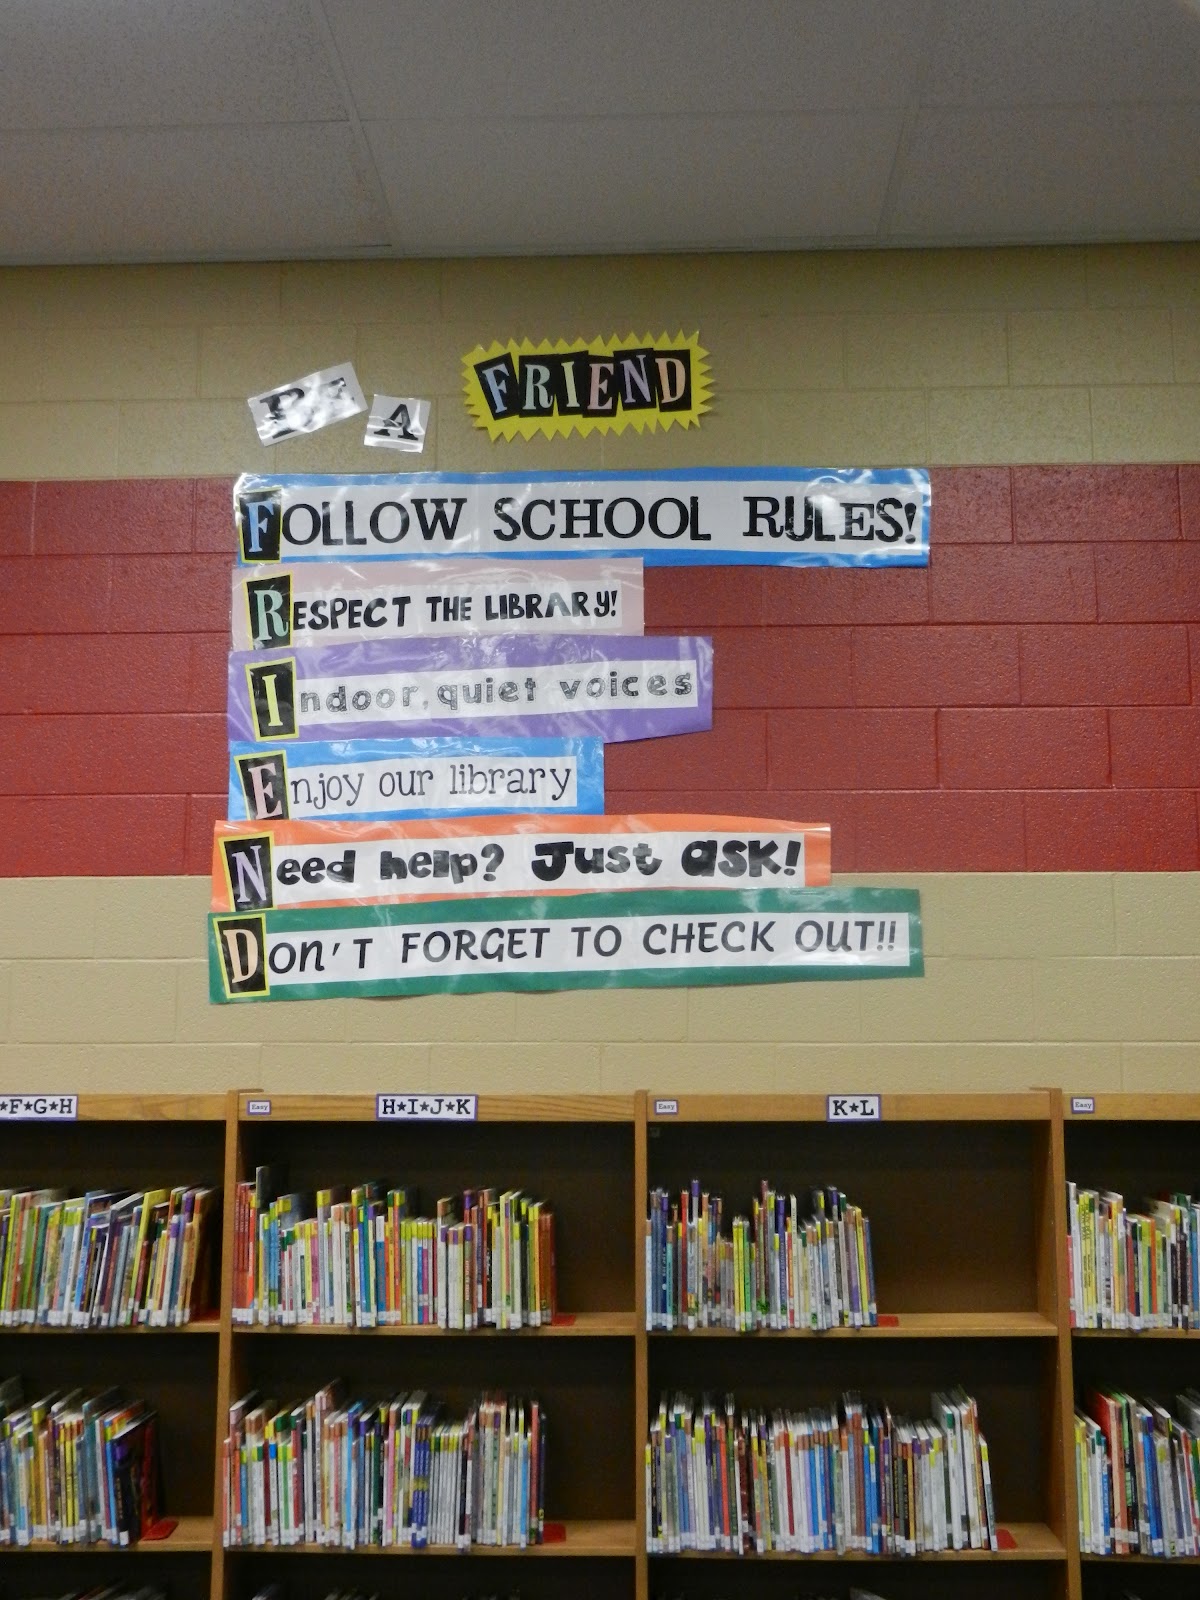 BE A FRIEND
FOLLOW SCHOOL RULES!
RESPECT THE LIBRARY!
Indoor, quiet voices
Enjoy our library
Need help? Just ask!
DON'T FORGET TO CHECK OUT!!
★F★G★H
Easy
H★I★J★K
Easy
K★L
Easy